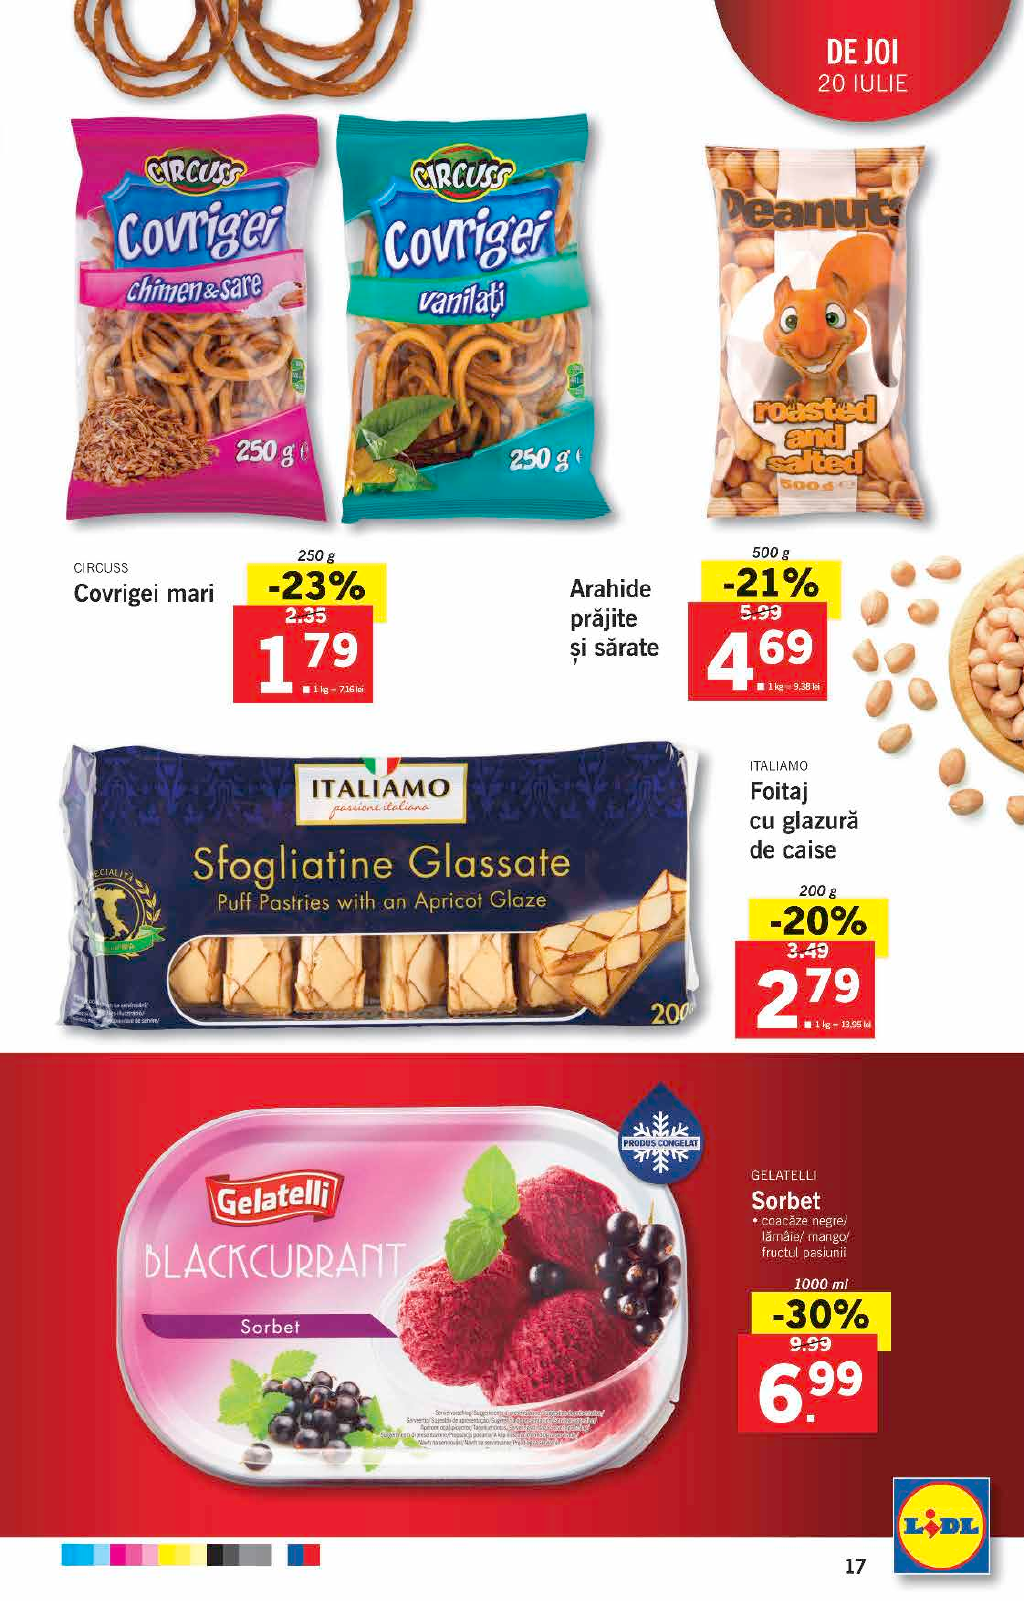 DE JOI
20 IULIE
CIRCUSS
Covrigei
chimen & sare
250 g e
CIRCUSS
Covrigei
vanilați
250 g
Peanuts
roasted
and
salted
500 g e
CIRCUSS
Covrigei mari
250 g
-23%
2.35
1.79
1 kg = 7,16 lei
Arahide
prăjite
și sărate
500 g
-21%
5.99
4.69
1 kg = 9,38 lei
ITALIAMO
passione italiana
Sfogliatine Glassate
Puff Pastries with an Apricot Glaze
200
ITALIAMO
Foitaj
cu glazură
de caise
200 g
-20%
3.49
2.79
1 kg = 13,95 lei
PRODUS CONGELAT
Gelatelli
BLACKCURRANT
Sorbet
GELATELLI
Sorbet
• coacăze negre/
lămâie/ mango/
fructul pasiunii
1000 ml
-30%
9.99
6.99
LIDL
17